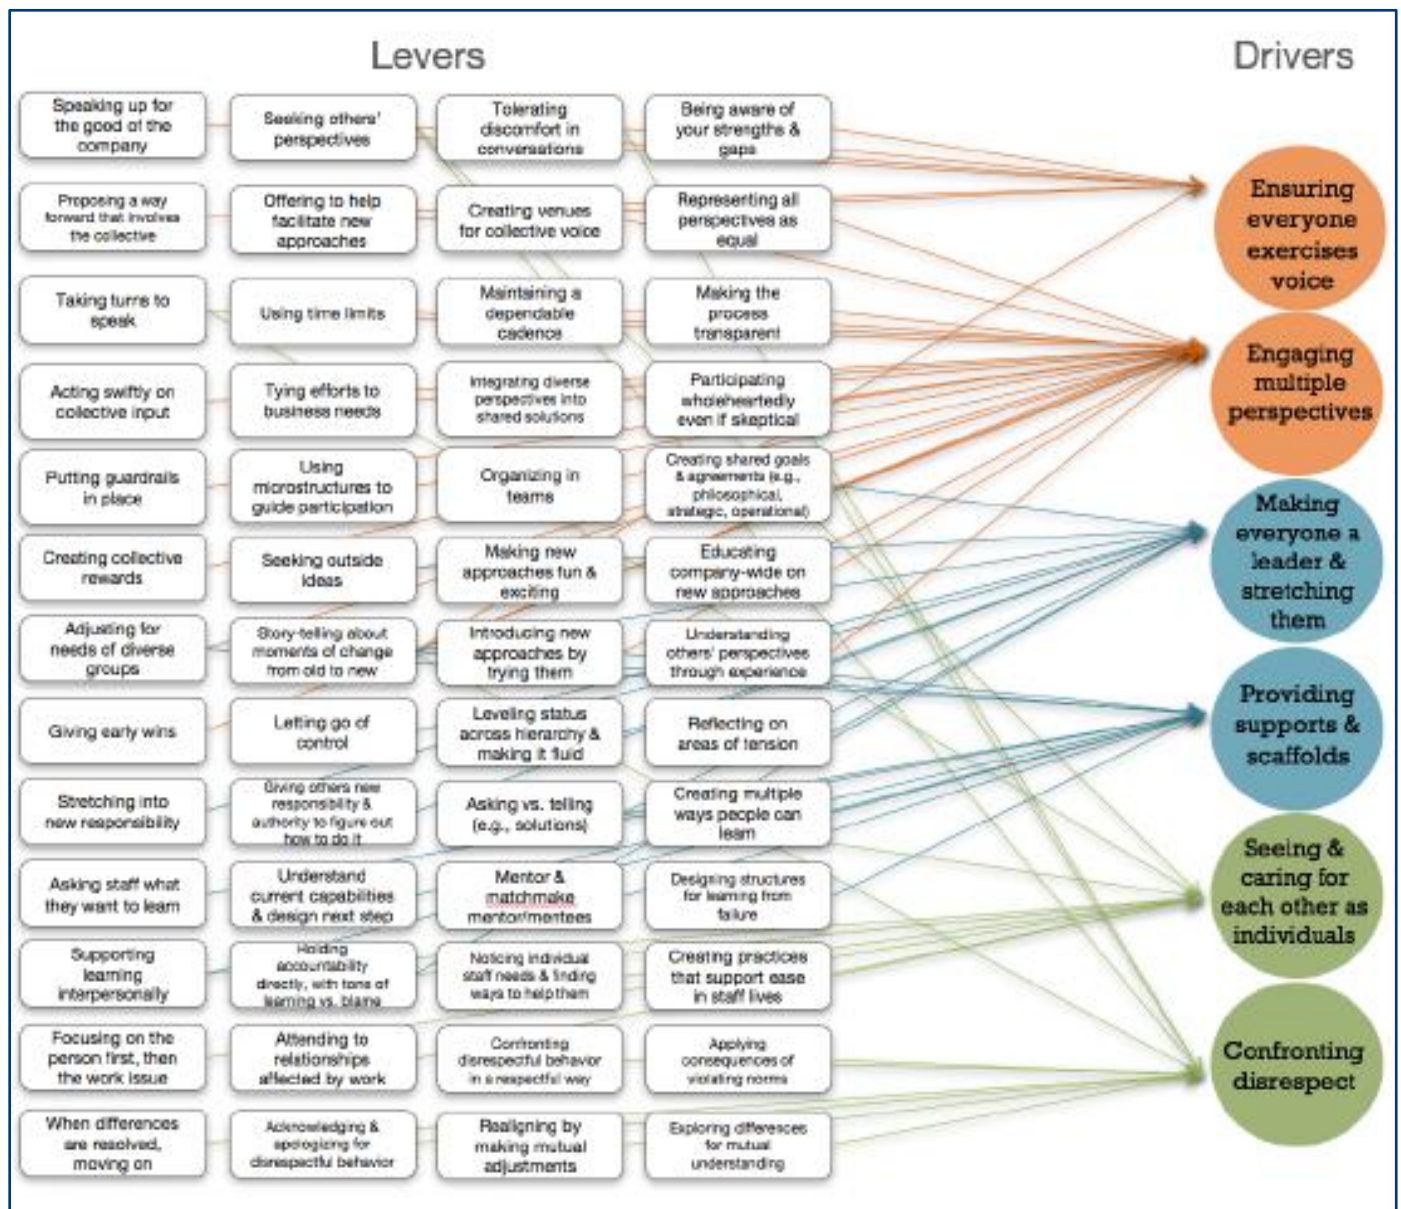 Levers
Drivers
Speaking up for
the good of the
company
Seeking others'
perspectives
Tolerating
discomfort in
conversations
Being aware of
your strengths &
gaps
Proposing a way
forward that involves
the collective
Offering to help
facilitate new
approaches
Creating venues
for collective voice
Representing all
perspectives as
equal
Taking turns to
speak
Using time limits
Maintaining a
dependable
cadence
Making the
process
transparent
Acting swiftly on
collective input
Tying efforts to
business needs
Integrating diverse
perspectives into
shared solutions
Participating
wholeheartedly
even if skeptical
Putting guardrails
in place
Using
microstructures to
guide participation
Organizing in
teams
Creating shared goals
& agreements (e.g.,
philosophical,
strategic, operational)
Creating collective
rewards
Seeking outside
ideas
Making new
approaches fun &
exciting
Educating
company-wide on
new approaches
Adjusting for
needs of diverse
groups
Story-telling about
moments of change
from old to new
Introducing new
approaches by
trying them
Understanding
others' perspectives
through experience
Giving early wins
Letting go of
control
Leveling status
across hierarchy &
making it fluid
Reflecting on
areas of tension
Stretching into
new responsibility
Giving others new
responsibility &
authority to figure out
how to do it
Asking vs. telling
(e.g., solutions)
Creating multiple
ways people can
learn
Asking staff what
they want to learn
Understand
current capabilities
& design next step
Mentor &
matchmake
mentor/mentees
Designing structures
for learning from
failure
Supporting
learning
interpersonally
Holding
accountability
directly, with tone of
learning vs. blame
Noticing individual
staff needs & finding
ways to help them
Creating practices
that support ease
in staff lives
Focusing on the
person first, then
the work issue
Attending to
relationships
affected by work
Confronting
disrespectful behavior
in a respectful way
Applying
consequences of
violating norms
When differences
are resolved,
moving on
Acknowledging &
apologizing for
disrespectful behavior
Realigning by
making mutual
adjustments
Exploring differences
for mutual
understanding
Ensuring
everyone
exercises
voice
Engaging
multiple
perspectives
Making
everyone a
leader &
stretching
them
Providing
supports &
scaffolds
Seeing &
caring for
each other as
individuals
Confronting
disrespect